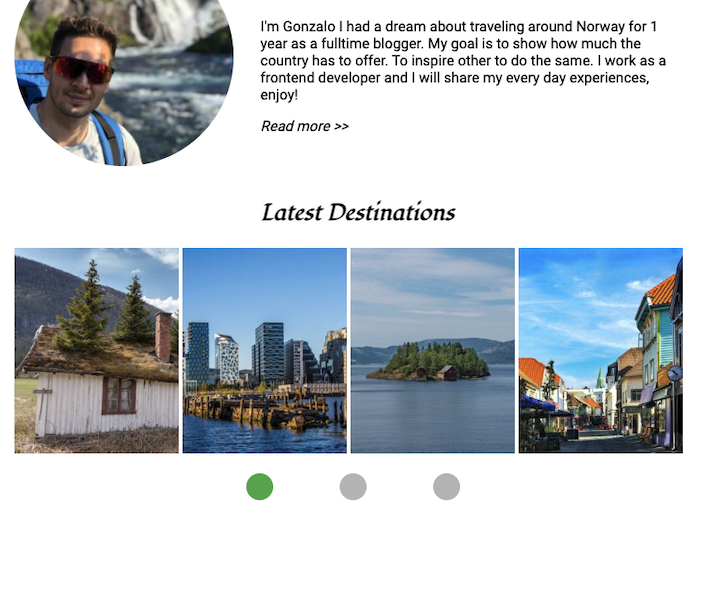 I'm Gonzalo I had a dream about traveling around Norway for 1
year as a fulltime blogger. My goal is to show how much the
country has to offer. To inspire other to do the same. I work as a
frontend developer and I will share my every day experiences,
enjoy!
Read more >>
Latest Destinations